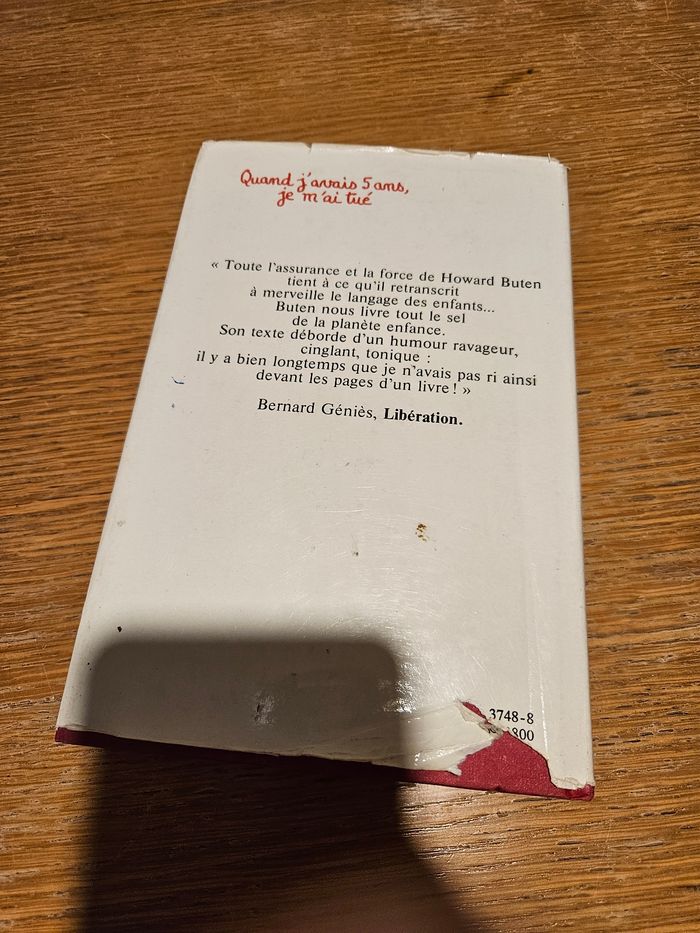 Quand j'avais 5 ans,
je m'ai tué
« Toute l'assurance et la force de Howard Buten
tient à ce qu'il retranscrit
à merveille le langage des enfants...
Buten nous livre tout le sel
de la planète enfance.
Son texte déborde d'un humour ravageur,
cinglant, tonique :
il y a bien longtemps que je n'avais pas ri ainsi
devant les pages d'un livre ! »
Bernard Géniès, Libération.
3748-8
800